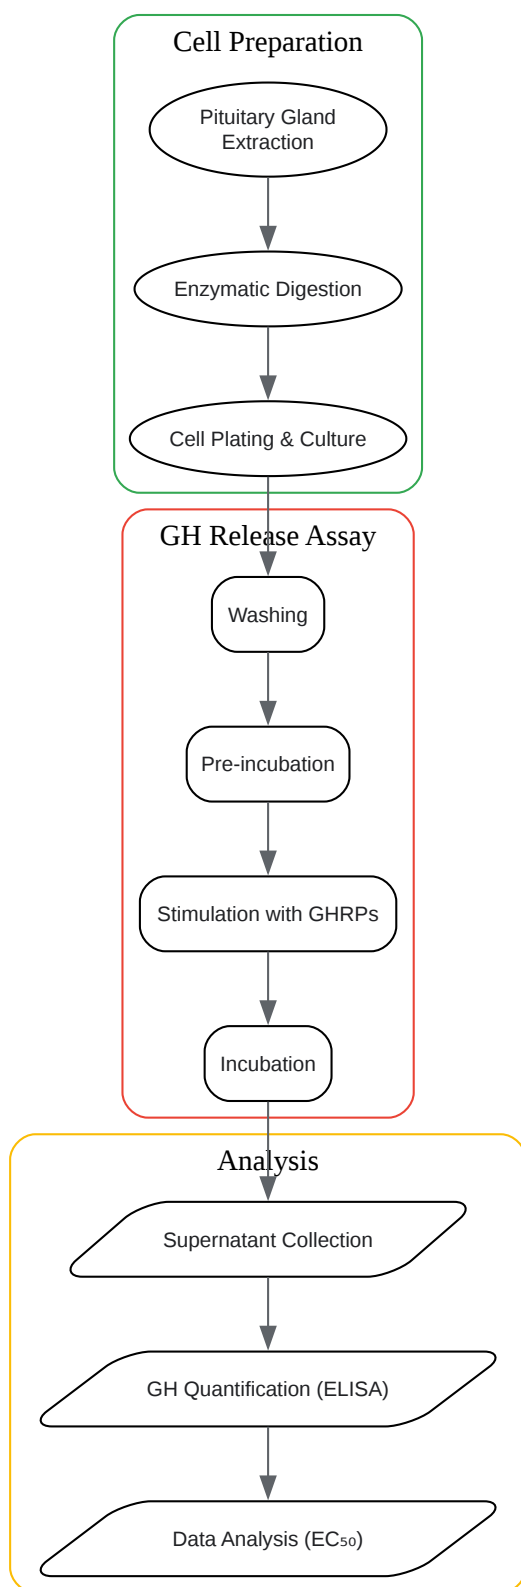 Cell Preparation
Pituitary Gland
Extraction
Enzymatic Digestion
Cell Plating & Culture
GH Release Assay
Washing
Pre-incubation
Stimulation with GHRPs
Incubation
Analysis
Supernatant Collection
GH Quantification (ELISA)
Data Analysis (EC₅₀)